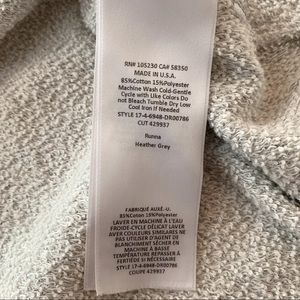 RN# 105230 CA# 58350
MADE IN U.S.A.
85%Cotton 15%Polyester
Machine Wash Cold-Gentle
Cycle with Like Colors Do
not Bleach Tumble Dry Low
Cool Iron If Needed
STYLE 17-4-6948-DR00786
CUT 429937
Runna
Heather Grey
FABRIQUÉ AUX É.-U.
85%Cotton 15%Polyester
LAVER EN MACHINE À L'EAU
FROIDE-CYCLE DÉLICAT LAVER
AVEC COULEURS SIMILAIRES NE
PAS UTILISER D'AGENT DE
BLANCHIMENT SÉCHER EN
MACHINE À BASSE
TEMPÉRATURE REPASSER À
FERTIÈDE SI NÉCESSAIRE
STYLE 17-4-6948-DR00786
COUPE 429937